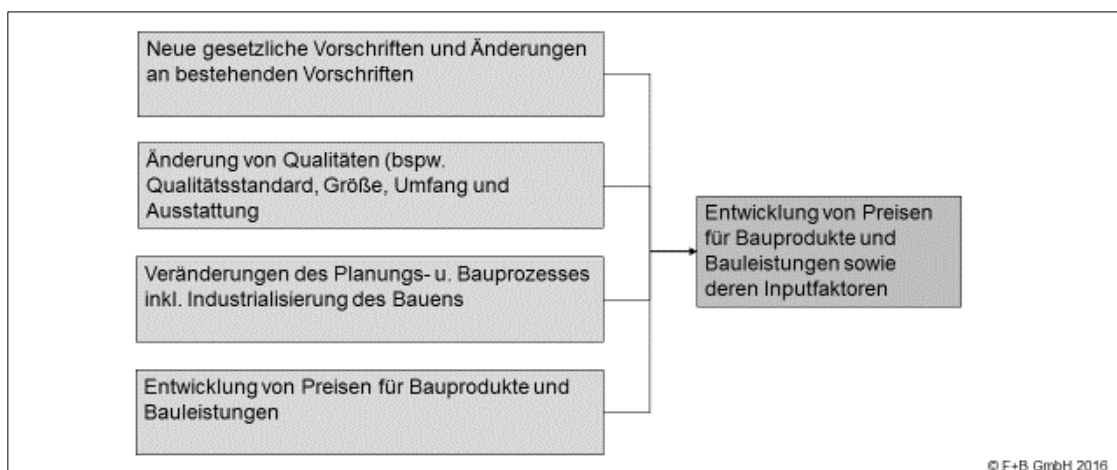 Neue gesetzliche Vorschriften und Änderungen
an bestehenden Vorschriften
Änderung von Qualitäten (bspw.
Qualitätsstandard, Größe, Umfang und
Ausstattung
Veränderungen des Planungs- u. Bauprozesses
inkl. Industrialisierung des Bauens
Entwicklung von Preisen für Bauprodukte und
Bauleistungen
Entwicklung von Preisen
für Bauprodukte und
Bauleistungen sowie
deren Inputfaktoren
© F+B GmbH 2016